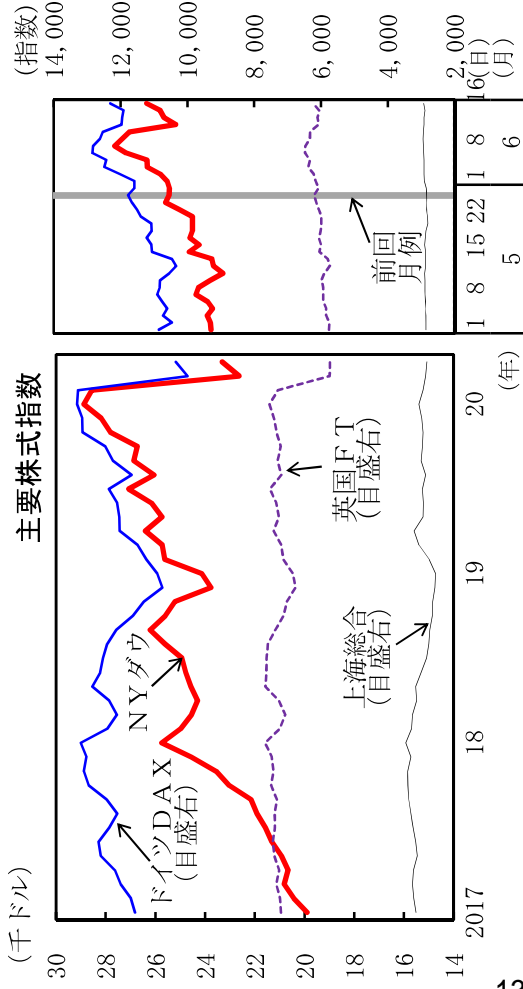 主要株式指数
(千ドル)
(指数)
30
28
26
24
22
20
18
16
14
14,000
12,000
10,000
8,000
6,000
4,000
2,000
ドイツDAX
(目盛右)
NYダウ
英国FT
(目盛右)
上海総合
(目盛右)
前回
月例
2017
18
19
20
(年)
1
8
15
22
1
8
16(日)
5
6
(月)